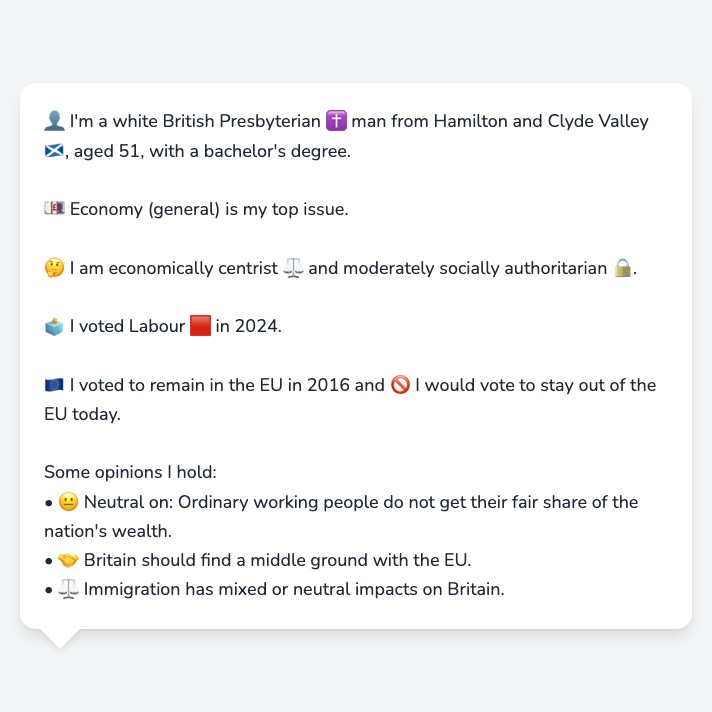 👤 I'm a white British Presbyterian ✝️ man from Hamilton and Clyde Valley
🏴󠁧󠁢󠁳󠁣󠁴󠁿, aged 51, with a bachelor's degree.
💷 Economy (general) is my top issue.
🤔 I am economically centrist ⚖️ and moderately socially authoritarian 🔒.
🗳️ I voted Labour 🟥 in 2024.
🇪🇺 I voted to remain in the EU in 2016 and 🚫 I would vote to stay out of the
EU today.
Some opinions I hold:
• 😐 Neutral on: Ordinary working people do not get their fair share of the
nation's wealth.
• 🤝 Britain should find a middle ground with the EU.
• ⚖️ Immigration has mixed or neutral impacts on Britain.